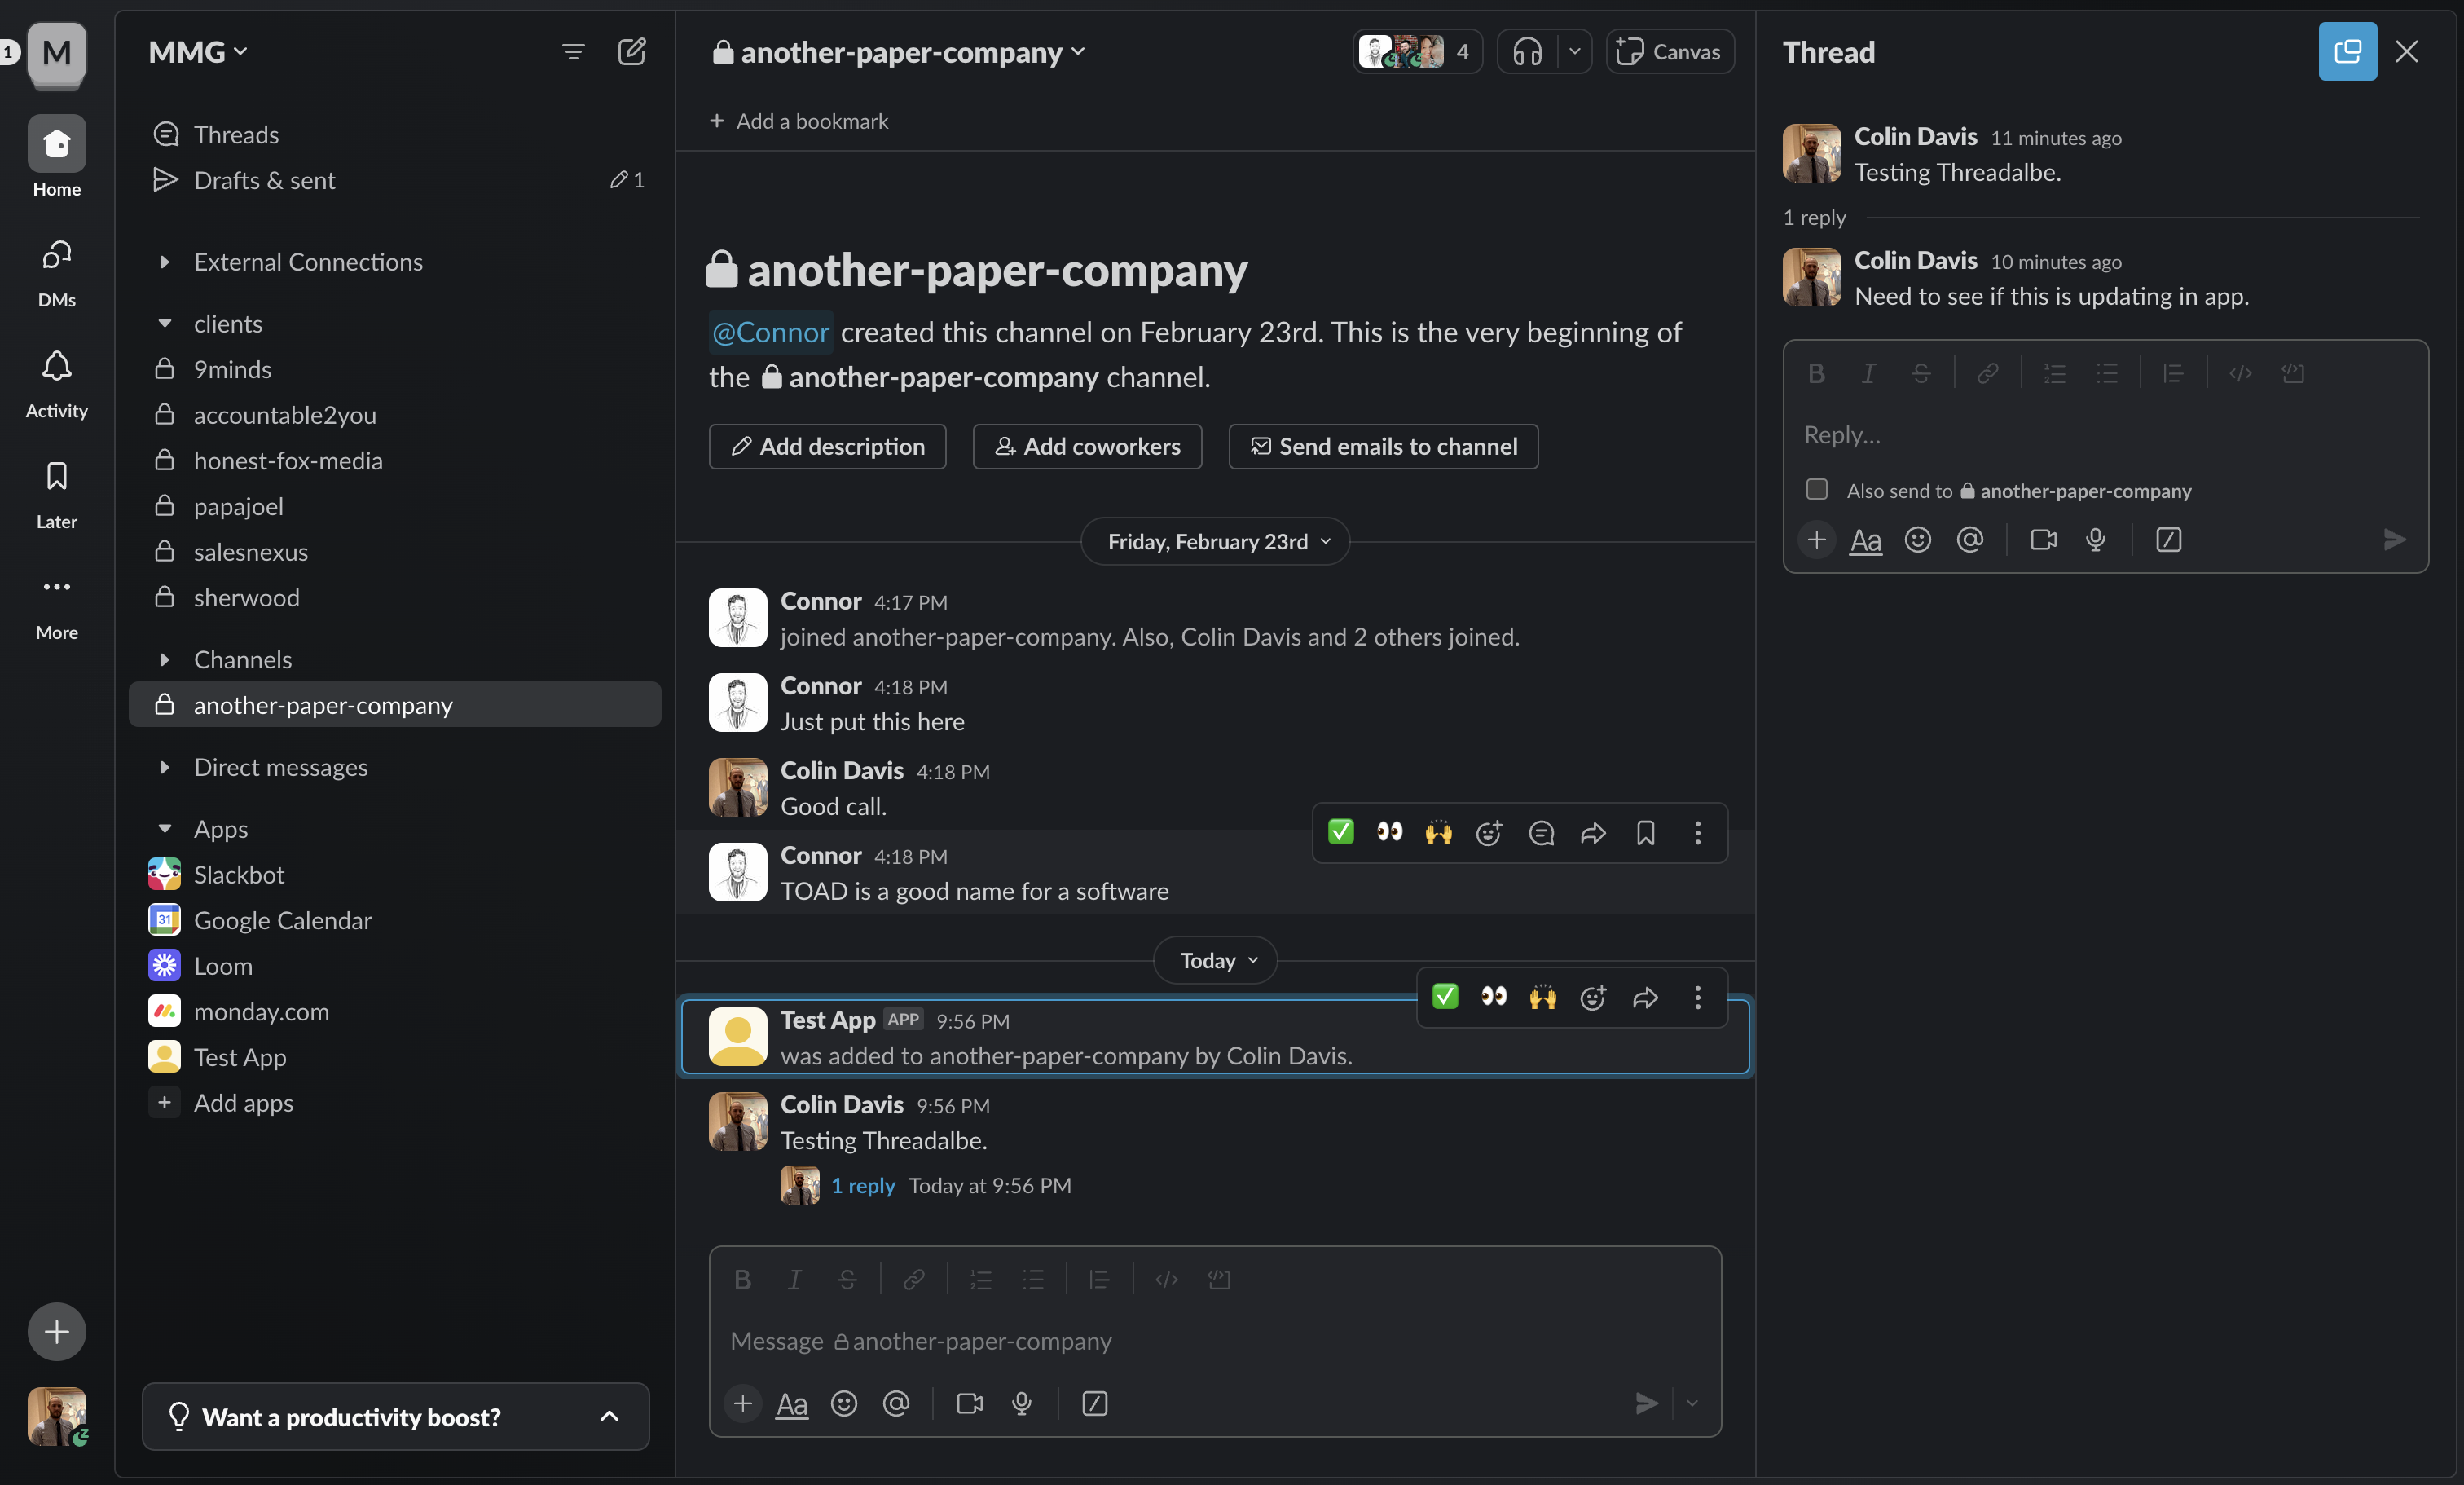 1
M
Home
DMs
Activity
Later
More
MMG
Threads
Drafts & sent
1
External Connections
clients
9minds
accountable2you
honest-fox-media
papajoel
salesnexus
sherwood
Channels
another-paper-company
Direct messages
Apps
Slackbot
31
Google Calendar
Loom
monday.com
Test App
Add apps
Want a productivity boost?
another-paper-company
4
Canvas
Add a bookmark
another-paper-company
@Connor created this channel on February 23rd. This is the very beginning of
the another-paper-company channel.
Add description
Add coworkers
Send emails to channel
Friday, February 23rd
Connor 4:17 PM
joined another-paper-company. Also, Colin Davis and 2 others joined.
Connor 4:18 PM
Just put this here
Colin Davis 4:18 PM
Good call.
Connor 4:18 PM
TOAD is a good name for a software
Today
Test App APP 9:56 PM
was added to another-paper-company by Colin Davis.
Colin Davis 9:56 PM
Testing Threadalbe.
1 reply Today at 9:56 PM
Message another-paper-company
Aa
Thread
Colin Davis 11 minutes ago
Testing Threadalbe.
1 reply
Colin Davis 10 minutes ago
Need to see if this is updating in app.
Reply...
Also send to another-paper-company
Aa